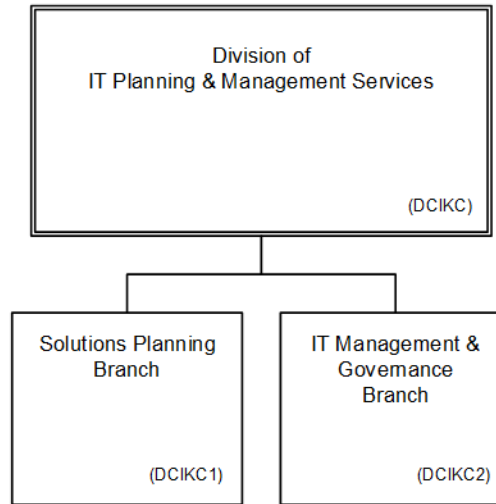 Division of
IT Planning & Management Services
(DCIKC)
Solutions Planning
Branch
(DCIKC1)
IT Management &
Governance
Branch
(DCIKC2)